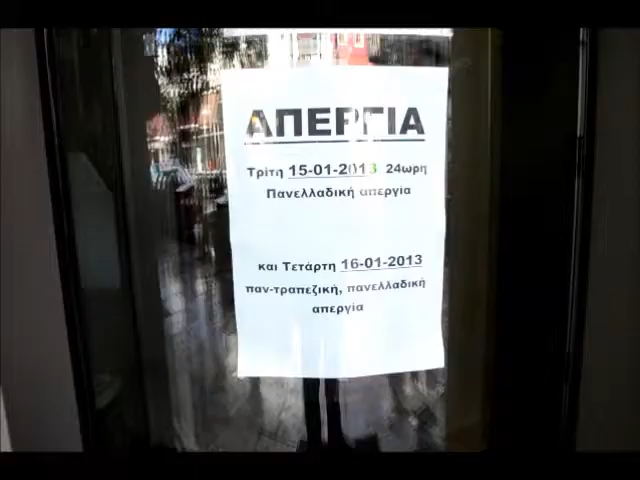 ΑΠΕΡΓΙΑ
Τρίτη 15-01-2013 24ωρη
Πανελλαδική απεργία
και Τετάρτη 16-01-2013
παν-τραπεζική, πανελλαδική
απεργία